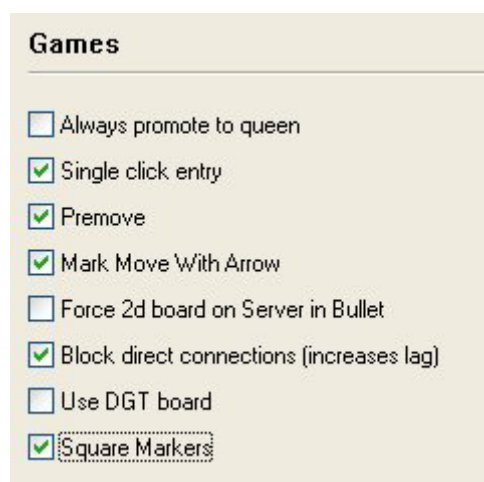 Games
Always promote to queen
Single click entry
Premove
Mark Move With Arrow
Force 2d board on Server in Bullet
Block direct connections (increases lag)
Use DGT board
Square Markers